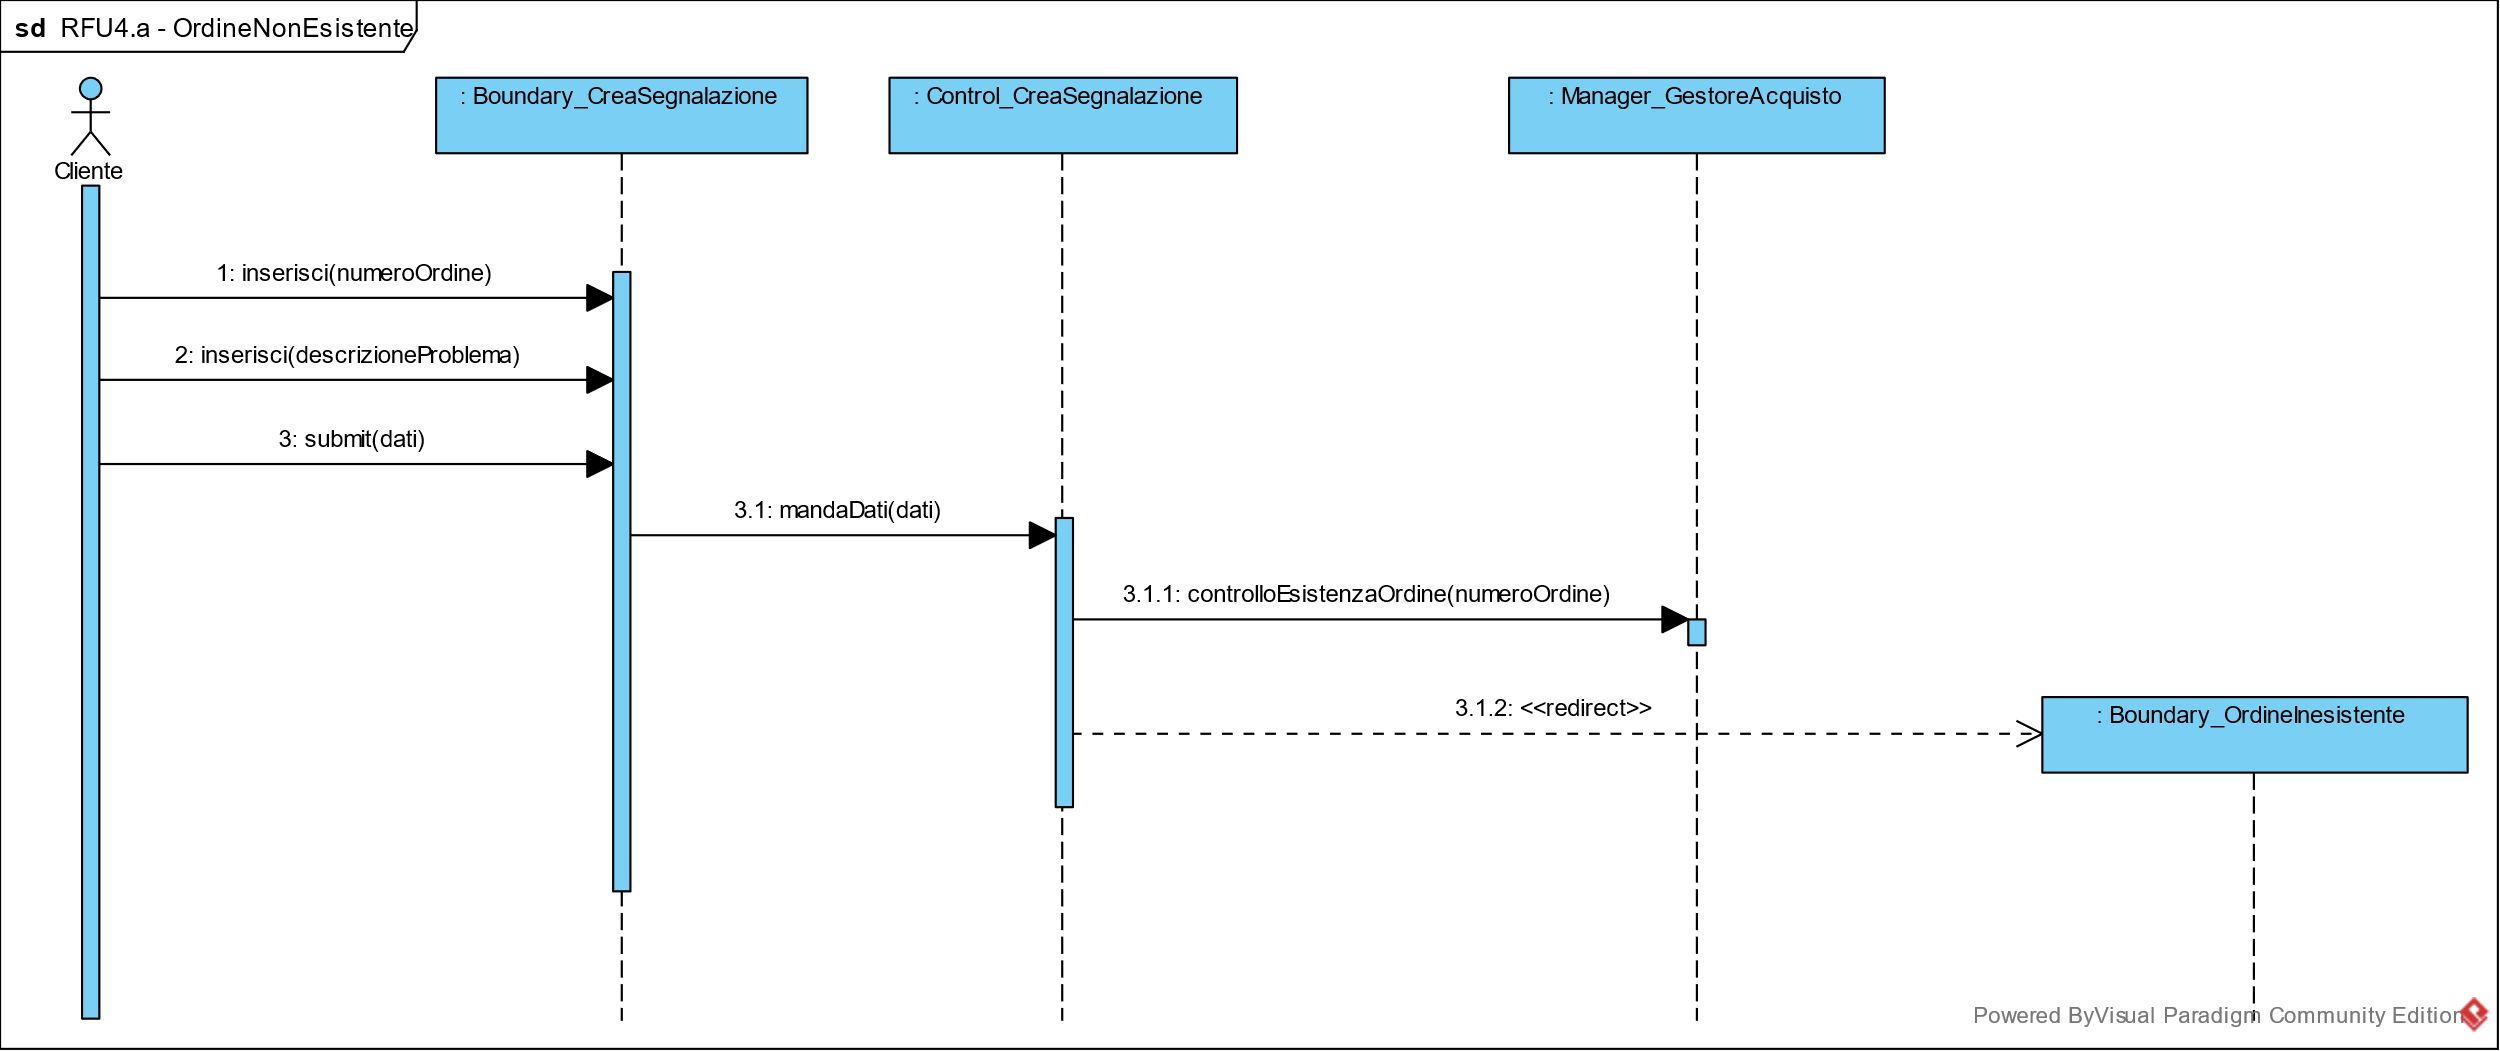 sd RFU4.a - OrdineNonEsistente
: Boundary_CreaSegnalazione
: Control_CreaSegnalazione
: Manager_GestoreAcquisto
Cliente
1: inserisci(numeroOrdine)
2: inserisci(descrizioneProblema)
3: submit(dati)
3.1: mandaDati(dati)
3.1.1: controlloEsistenzaOrdine(numeroOrdine)
3.1.2: <<redirect>>
: Boundary_OrdineInesistente
Powered ByVisual Paradigm Community Edition